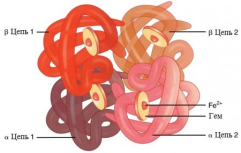 β Цепь 1
β Цепь 2
Fe²⁺
Гем
α Цепь 1
α Цепь 2